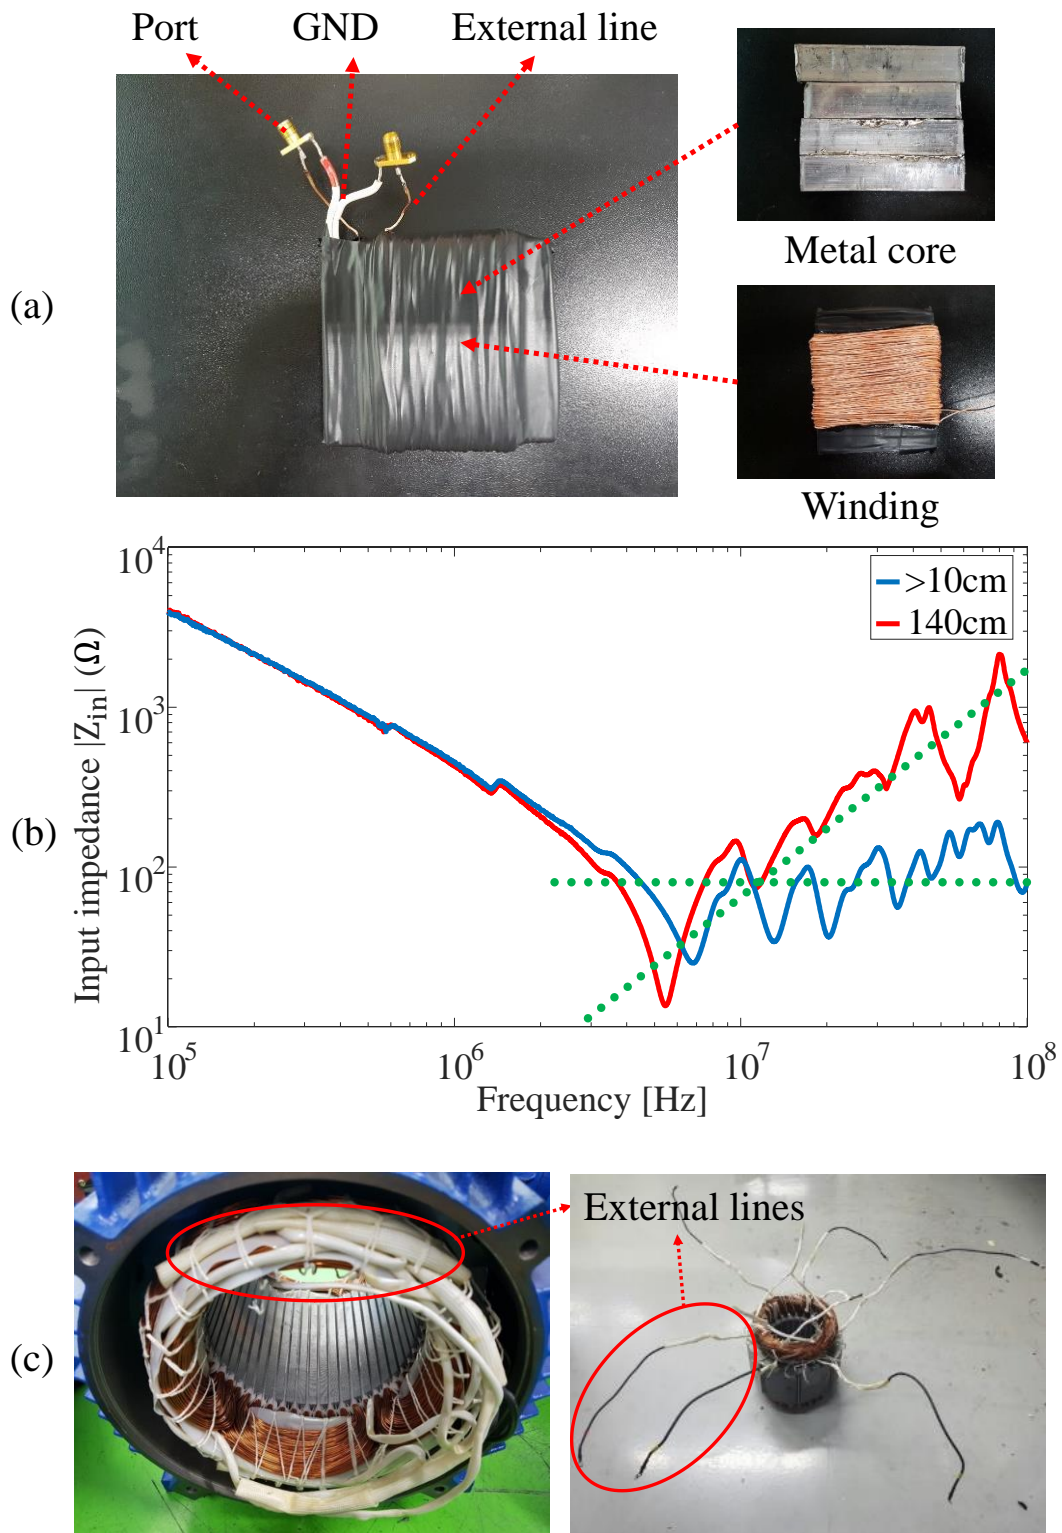 Port GND External line
(a)
Metal core
Winding
(b)
Input impedance |Z_in| (Ω)
10^4
10^3
10^2
10^1
>10cm
140cm
10^5 10^6 10^7 10^8
Frequency [Hz]
(c)
External lines